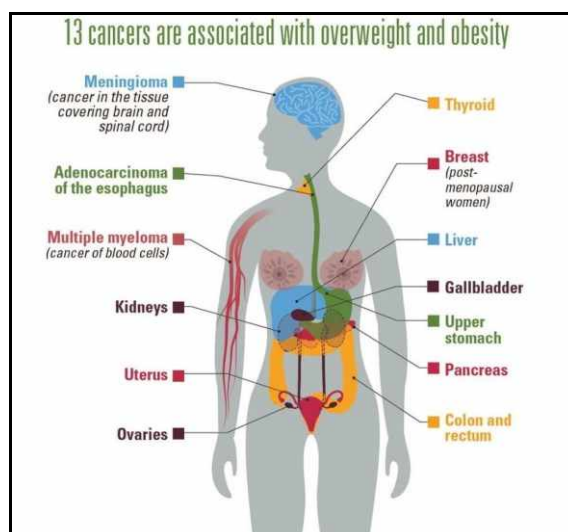 13 cancers are associated with overweight and obesity
Meningioma
(cancer in the tissue
covering brain and
spinal cord)
Adenocarcinoma
of the esophagus
Multiple myeloma
(cancer of blood cells)
Kidneys
Uterus
Ovaries
Thyroid
Breast
(post-
menopausal
women)
Liver
Gallbladder
Upper
stomach
Pancreas
Colon and
rectum